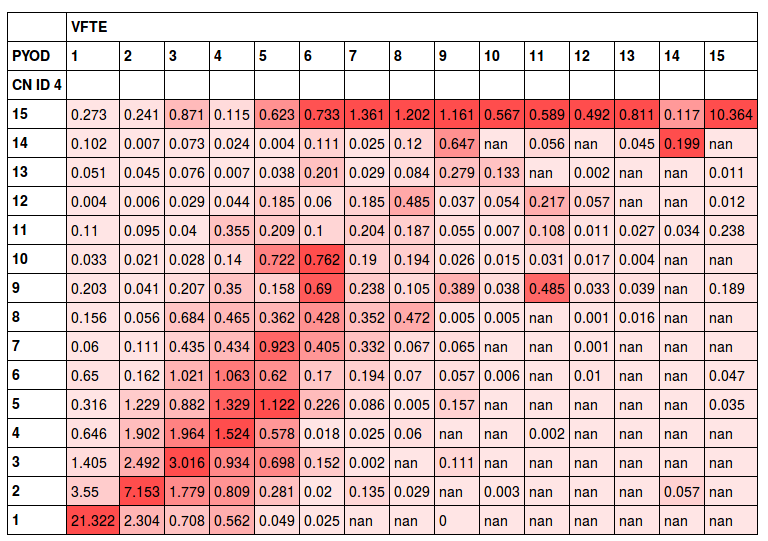 VFTE
PYOD 1 2 3 4 5 6 7 8 9 10 11 12 13 14 15
CN ID 4
15 0.273 0.241 0.871 0.115 0.623 0.733 1.361 1.202 1.161 0.567 0.589 0.492 0.811 0.117 10.364
14 0.102 0.007 0.073 0.024 0.004 0.111 0.025 0.12 0.647 nan 0.056 nan 0.045 0.199 nan
13 0.051 0.045 0.076 0.007 0.038 0.201 0.029 0.084 0.279 0.133 nan 0.002 nan nan 0.011
12 0.004 0.006 0.029 0.044 0.185 0.06 0.185 0.485 0.037 0.054 0.217 0.057 nan nan 0.012
11 0.11 0.095 0.04 0.355 0.209 0.1 0.204 0.187 0.055 0.007 0.108 0.011 0.027 0.034 0.238
10 0.033 0.021 0.028 0.14 0.722 0.762 0.19 0.194 0.026 0.015 0.031 0.017 0.004 nan nan
9 0.203 0.041 0.207 0.35 0.158 0.69 0.238 0.105 0.389 0.038 0.485 0.033 0.039 nan 0.189
8 0.156 0.056 0.684 0.465 0.362 0.428 0.352 0.472 0.005 0.005 nan 0.013 0.016 nan nan
7 0.06 0.111 0.435 0.434 0.923 0.405 0.332 0.067 0.065 nan nan 0.001 nan nan nan
6 0.65 0.162 1.021 1.063 0.62 0.17 0.194 0.07 0.057 0.006 nan 0.01 nan nan 0.047
5 0.316 1.229 0.882 1.329 1.122 0.226 0.086 0.005 0.157 nan nan nan nan nan 0.035
4 0.646 1.902 1.964 1.524 0.578 0.018 0.025 0.06 nan nan 0.002 nan nan nan nan
3 1.405 2.492 3.016 0.934 0.698 0.152 0.002 nan 0.111 nan nan nan nan nan nan
2 3.55 7.153 1.779 0.809 0.281 0.02 0.135 0.029 nan 0.003 nan nan nan 0.057 nan
1 21.322 2.304 0.708 0.562 0.049 0.025 nan nan 0 nan nan nan nan nan nan